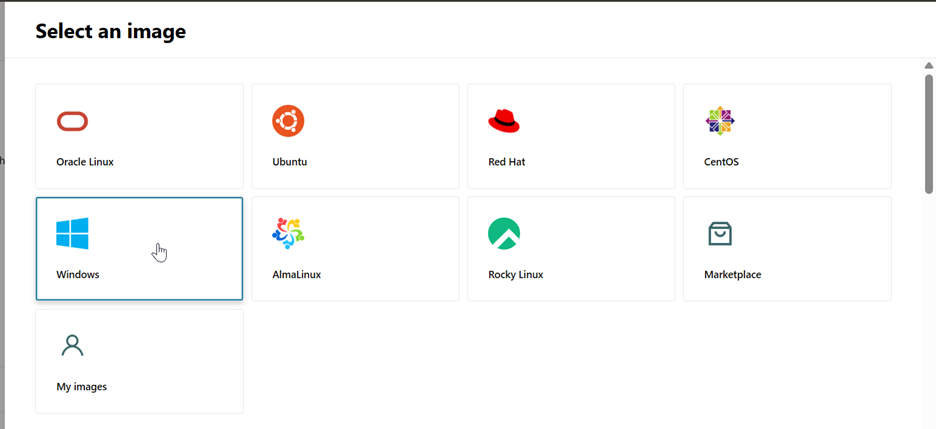 Select an image
Oracle Linux
Ubuntu
Red Hat
CentOS
Windows
AlmaLinux
Rocky Linux
Marketplace
My images